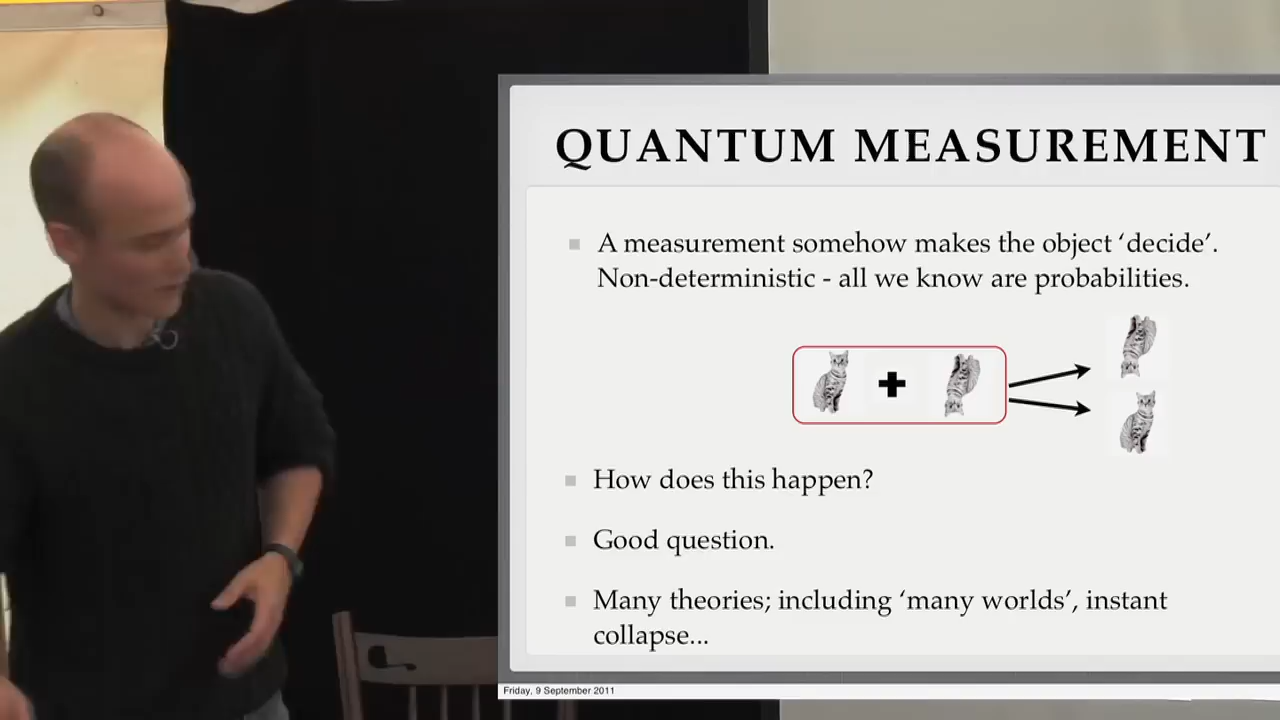 QUANTUM MEASUREMENT
A measurement somehow makes the object ‘decide’.
Non-deterministic - all we know are probabilities.
How does this happen?
Good question.
Many theories; including ‘many worlds’, instant
collapse...
Friday, 9 September 2011